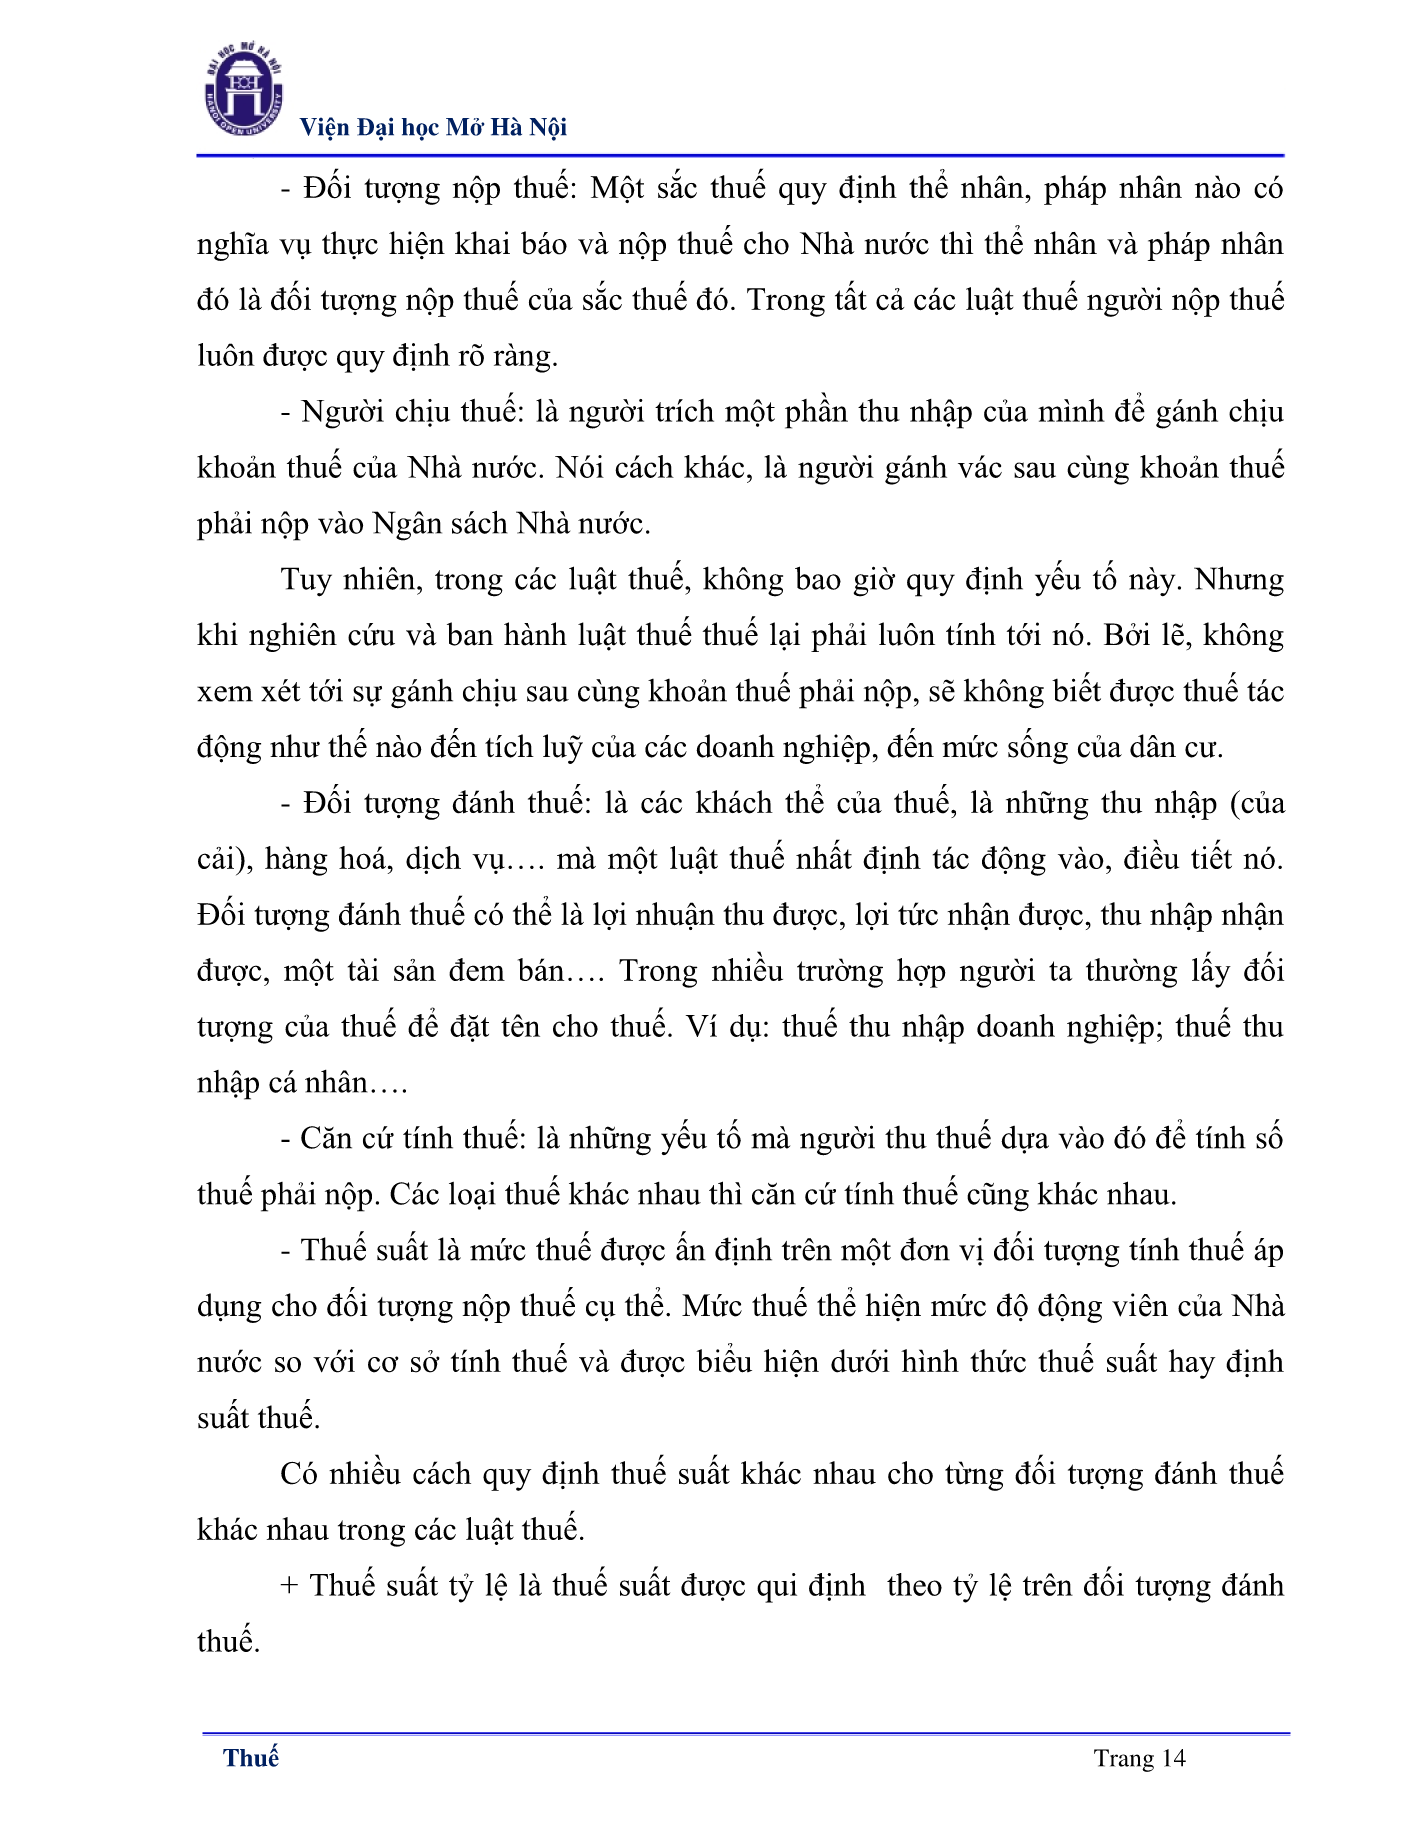 ĐẠI HỌC MỞ HÀ NỘI
HANOI OPEN UNIVERSITY
Viện Đại học Mở Hà Nội
- Đối tượng nộp thuế: Một sắc thuế quy định thể nhân, pháp nhân nào có
nghĩa vụ thực hiện khai báo và nộp thuế cho Nhà nước thì thể nhân và pháp nhân
đó là đối tượng nộp thuế của sắc thuế đó. Trong tất cả các luật thuế người nộp thuế
luôn được quy định rõ ràng.
- Người chịu thuế: là người trích một phần thu nhập của mình để gánh chịu
khoản thuế của Nhà nước. Nói cách khác, là người gánh vác sau cùng khoản thuế
phải nộp vào Ngân sách Nhà nước.
Tuy nhiên, trong các luật thuế, không bao giờ quy định yếu tố này. Nhưng
khi nghiên cứu và ban hành luật thuế thuế lại phải luôn tính tới nó. Bởi lẽ, không
xem xét tới sự gánh chịu sau cùng khoản thuế phải nộp, sẽ không biết được thuế tác
động như thế nào đến tích luỹ của các doanh nghiệp, đến mức sống của dân cư.
- Đối tượng đánh thuế: là các khách thể của thuế, là những thu nhập (của
cải), hàng hoá, dịch vụ…. mà một luật thuế nhất định tác động vào, điều tiết nó.
Đối tượng đánh thuế có thể là lợi nhuận thu được, lợi tức nhận được, thu nhập nhận
được, một tài sản đem bán…. Trong nhiều trường hợp người ta thường lấy đối
tượng của thuế để đặt tên cho thuế. Ví dụ: thuế thu nhập doanh nghiệp; thuế thu
nhập cá nhân….
- Căn cứ tính thuế: là những yếu tố mà người thu thuế dựa vào đó để tính số
thuế phải nộp. Các loại thuế khác nhau thì căn cứ tính thuế cũng khác nhau.
- Thuế suất là mức thuế được ấn định trên một đơn vị đối tượng tính thuế áp
dụng cho đối tượng nộp thuế cụ thể. Mức thuế thể hiện mức độ động viên của Nhà
nước so với cơ sở tính thuế và được biểu hiện dưới hình thức thuế suất hay định
suất thuế.
Có nhiều cách quy định thuế suất khác nhau cho từng đối tượng đánh thuế
khác nhau trong các luật thuế.
+ Thuế suất tỷ lệ là thuế suất được qui định  theo tỷ lệ trên đối tượng đánh
thuế.
Thuế
Trang 14